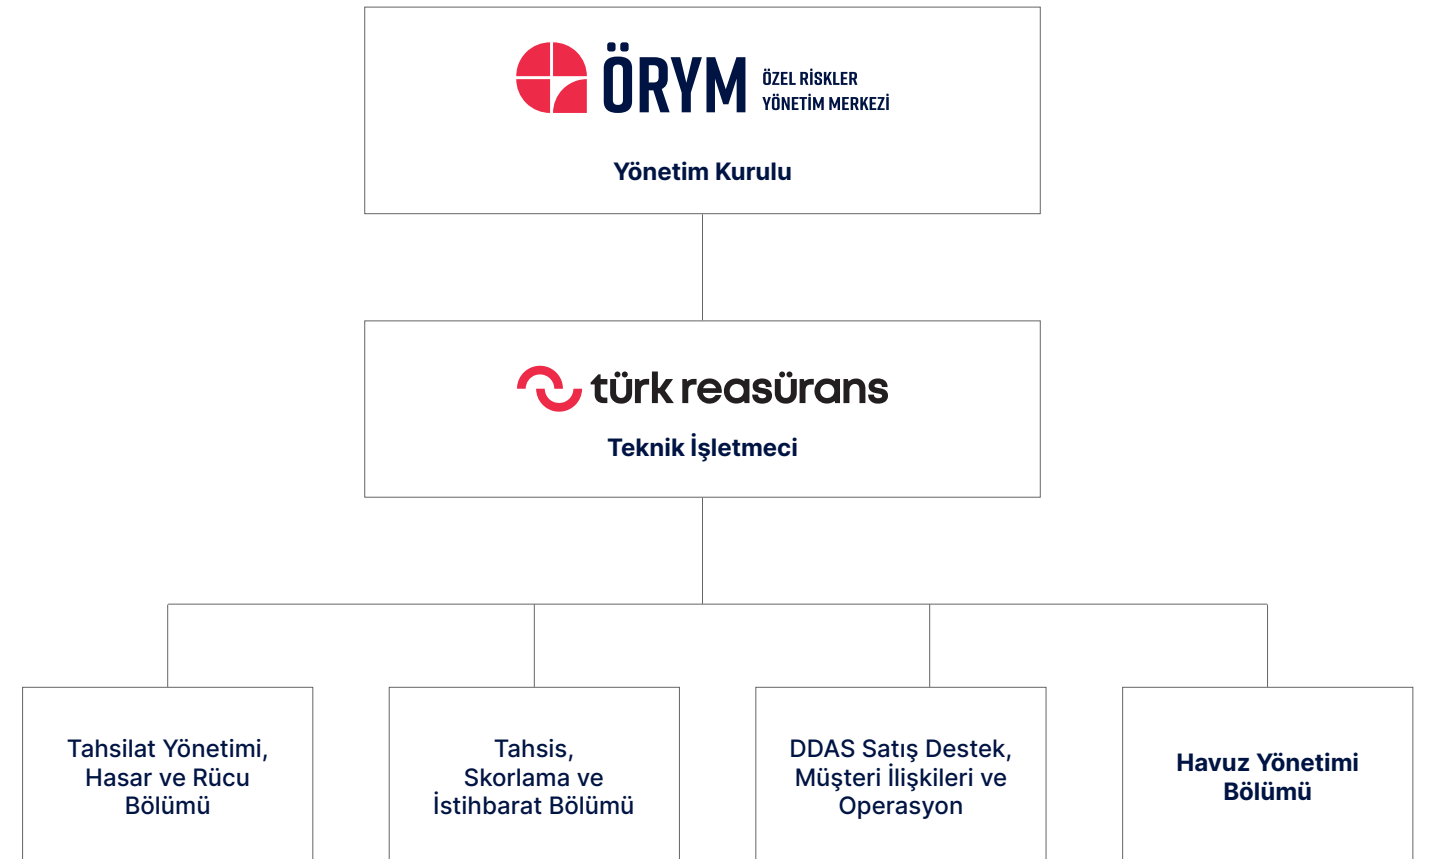 ÖRYM
ÖZEL RİSKLER
YÖNETİM MERKEZİ
Yönetim Kurulu
türk reasürans
Teknik İşletmeci
Tahsilat Yönetimi,
Hasar ve Rücu
Bölümü
Tahsis,
Skorlama ve
İstihbarat Bölümü
DDAS Satış Destek,
Müşteri İlişkileri ve
Operasyon
Havuz Yönetimi
Bölümü